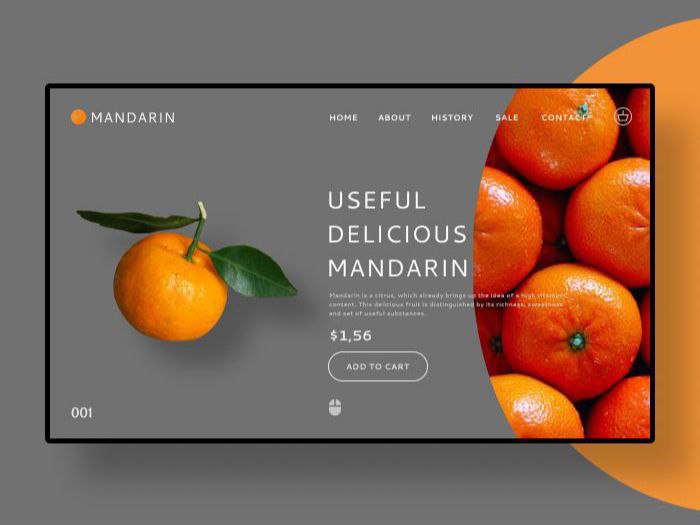 MANDARIN
HOME ABOUT HISTORY SALE CONTACT
USEFUL
DELICIOUS
MANDARIN
Mandarin is a citrus, which already brings up the idea of a high vitamin
content. This delicious fruit is distinguished by its richness, sweetness
and set of useful substances.
$1,56
ADD TO CART
001